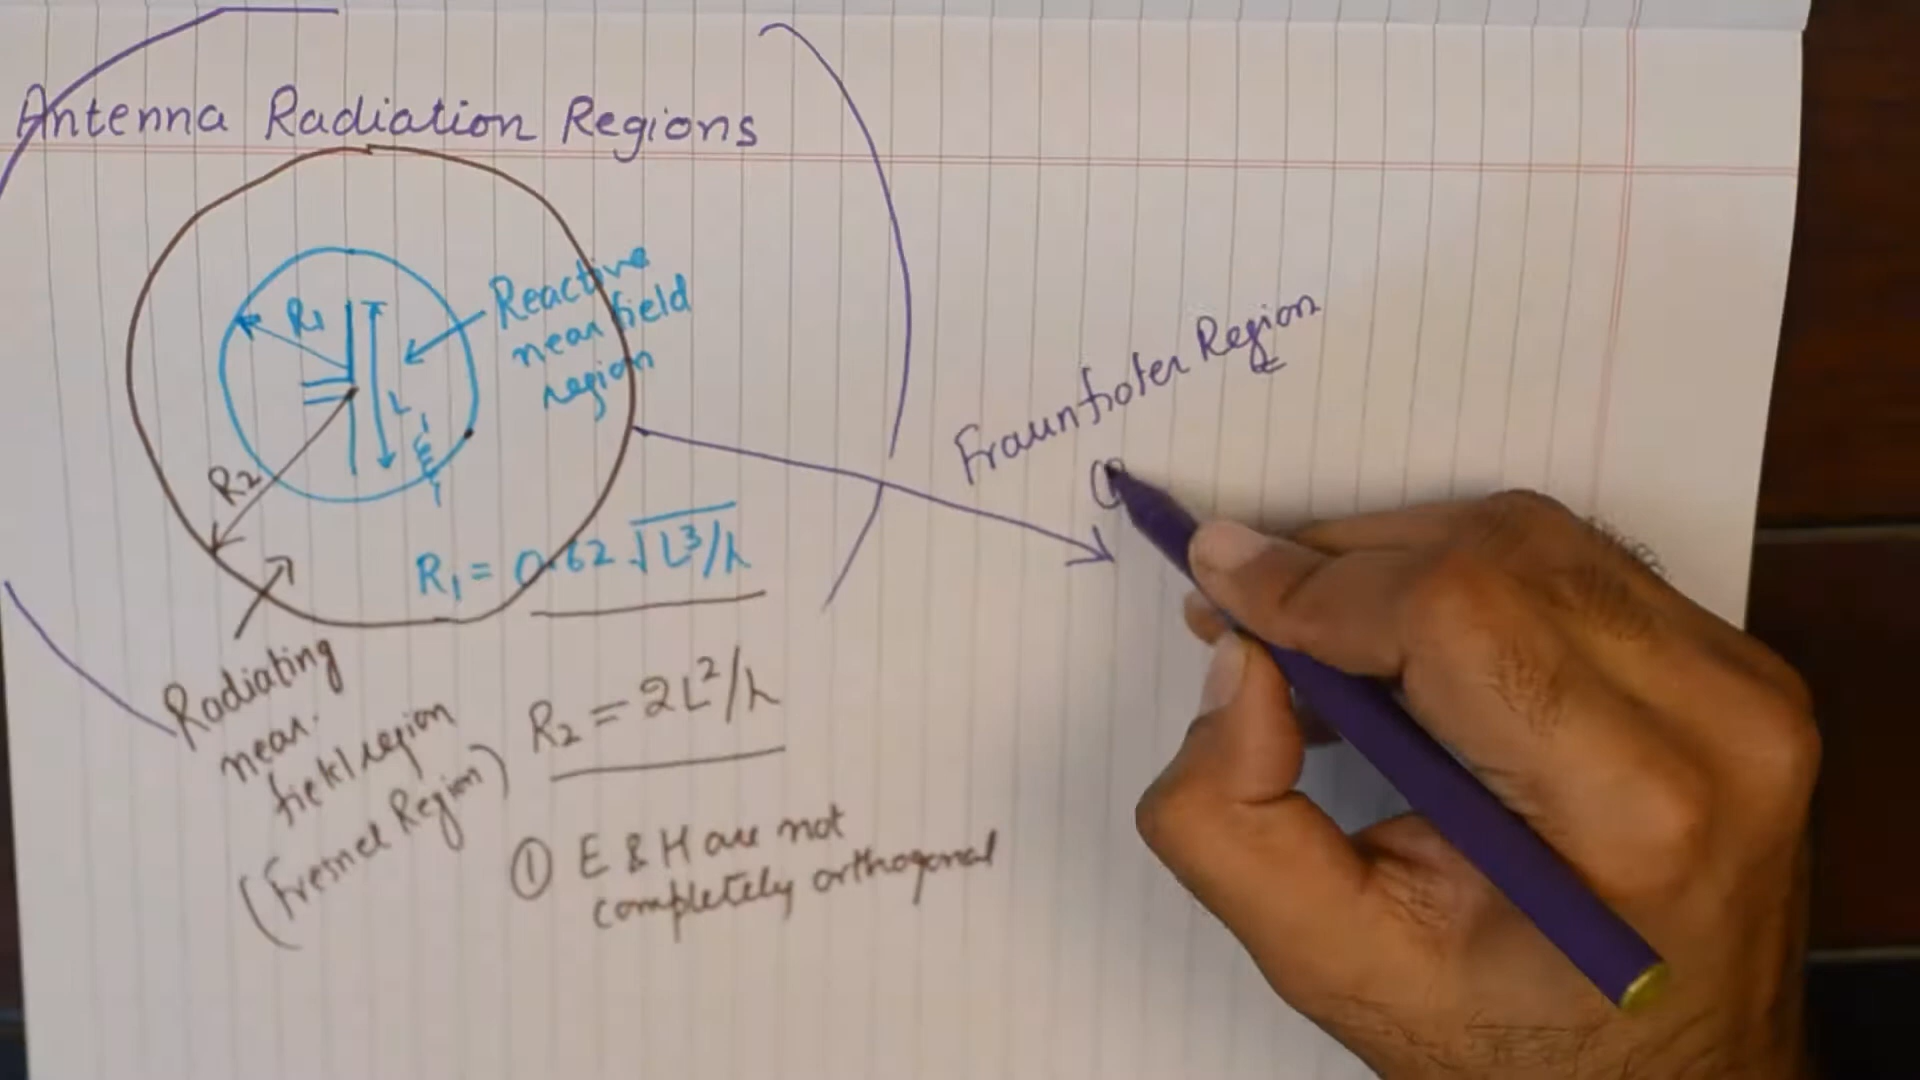 Antenna Radiation Regions
R1
Reactive
near field
region
L
R2
R1 = 0.62 √L³/λ
Radiating
near.
field region
(Fresnel Region)
R2 = 2L²/λ
① E & H are not
completely orthogonal
Fraunhofer Region